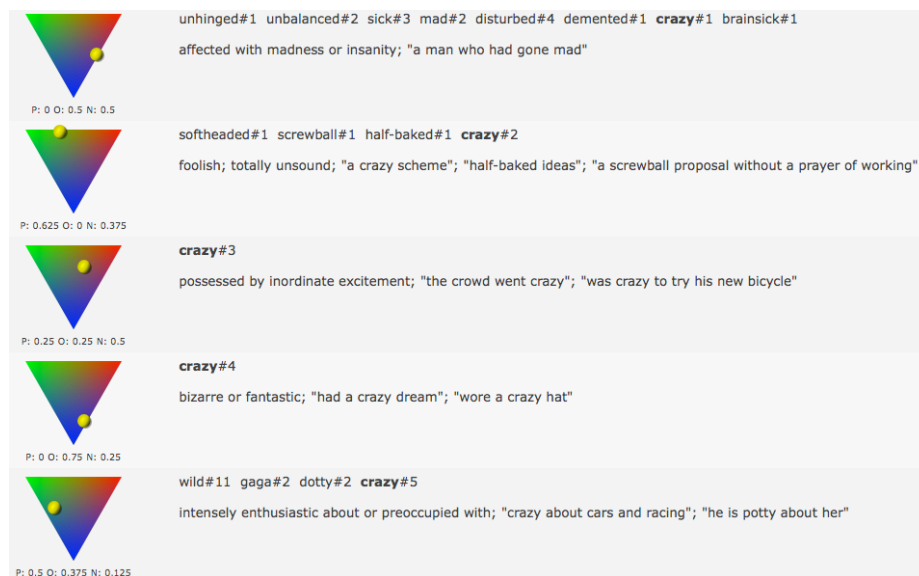 unhinged#1 unbalanced#2 sick#3 mad#2 disturbed#4 demented#1 crazy#1 brainsick#1
affected with madness or insanity; "a man who had gone mad"
P: 0 O: 0.5 N: 0.5
softheaded#1 screwball#1 half-baked#1 crazy#2
foolish; totally unsound; "a crazy scheme"; "half-baked ideas"; "a screwball proposal without a prayer of working"
P: 0.625 O: 0 N: 0.375
crazy#3
possessed by inordinate excitement; "the crowd went crazy"; "was crazy to try his new bicycle"
P: 0.25 O: 0.25 N: 0.5
crazy#4
bizarre or fantastic; "had a crazy dream"; "wore a crazy hat"
P: 0 O: 0.75 N: 0.25
wild#11 gaga#2 dotty#2 crazy#5
intensely enthusiastic about or preoccupied with; "crazy about cars and racing"; "he is potty about her"
P: 0.5 O: 0.375 N: 0.125